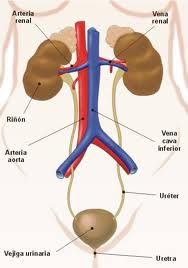 Arteria
renal
Vena
renal
Riñón
Arteria
aorta
Vena
cava
inferior
Uréter
Vejiga urinaria
Uretra